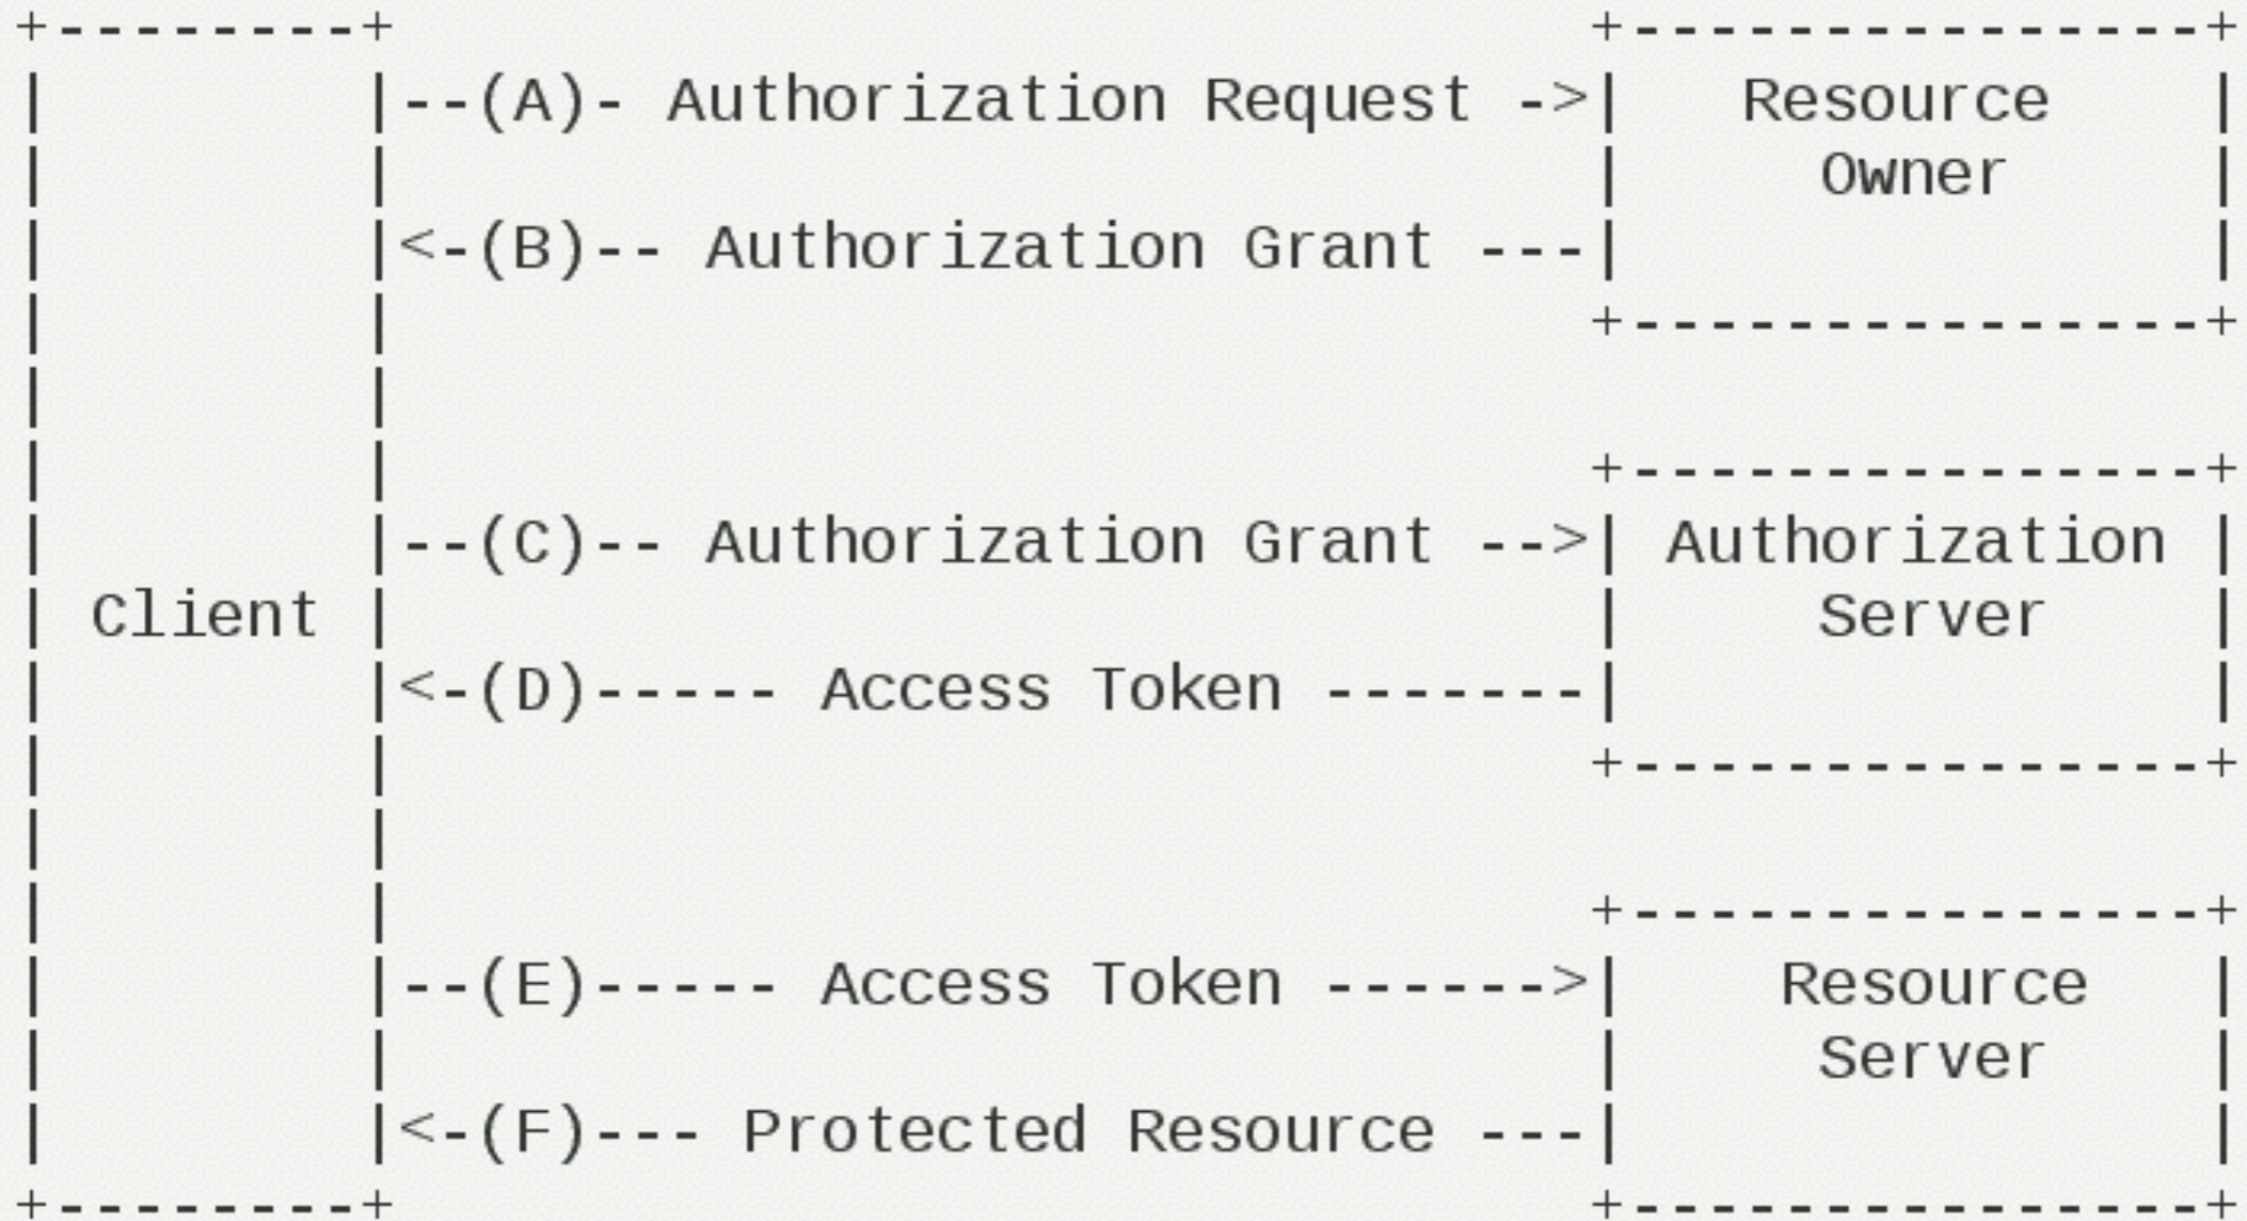 +--------+                               +---------------+
|        |--(A)- Authorization Request ->|   Resource    |
|        |                               |     Owner     |
|        |<-(B)-- Authorization Grant ---|               |
|        |                               +---------------+
|        |
|        |                               +---------------+
|        |--(C)-- Authorization Grant -->| Authorization |
| Client |                               |     Server    |
|        |<-(D)----- Access Token -------|               |
|        |                               +---------------+
|        |
|        |                               +---------------+
|        |--(E)----- Access Token ------>|    Resource   |
|        |                               |     Server    |
|        |<-(F)--- Protected Resource ---|               |
+--------+                               +---------------+